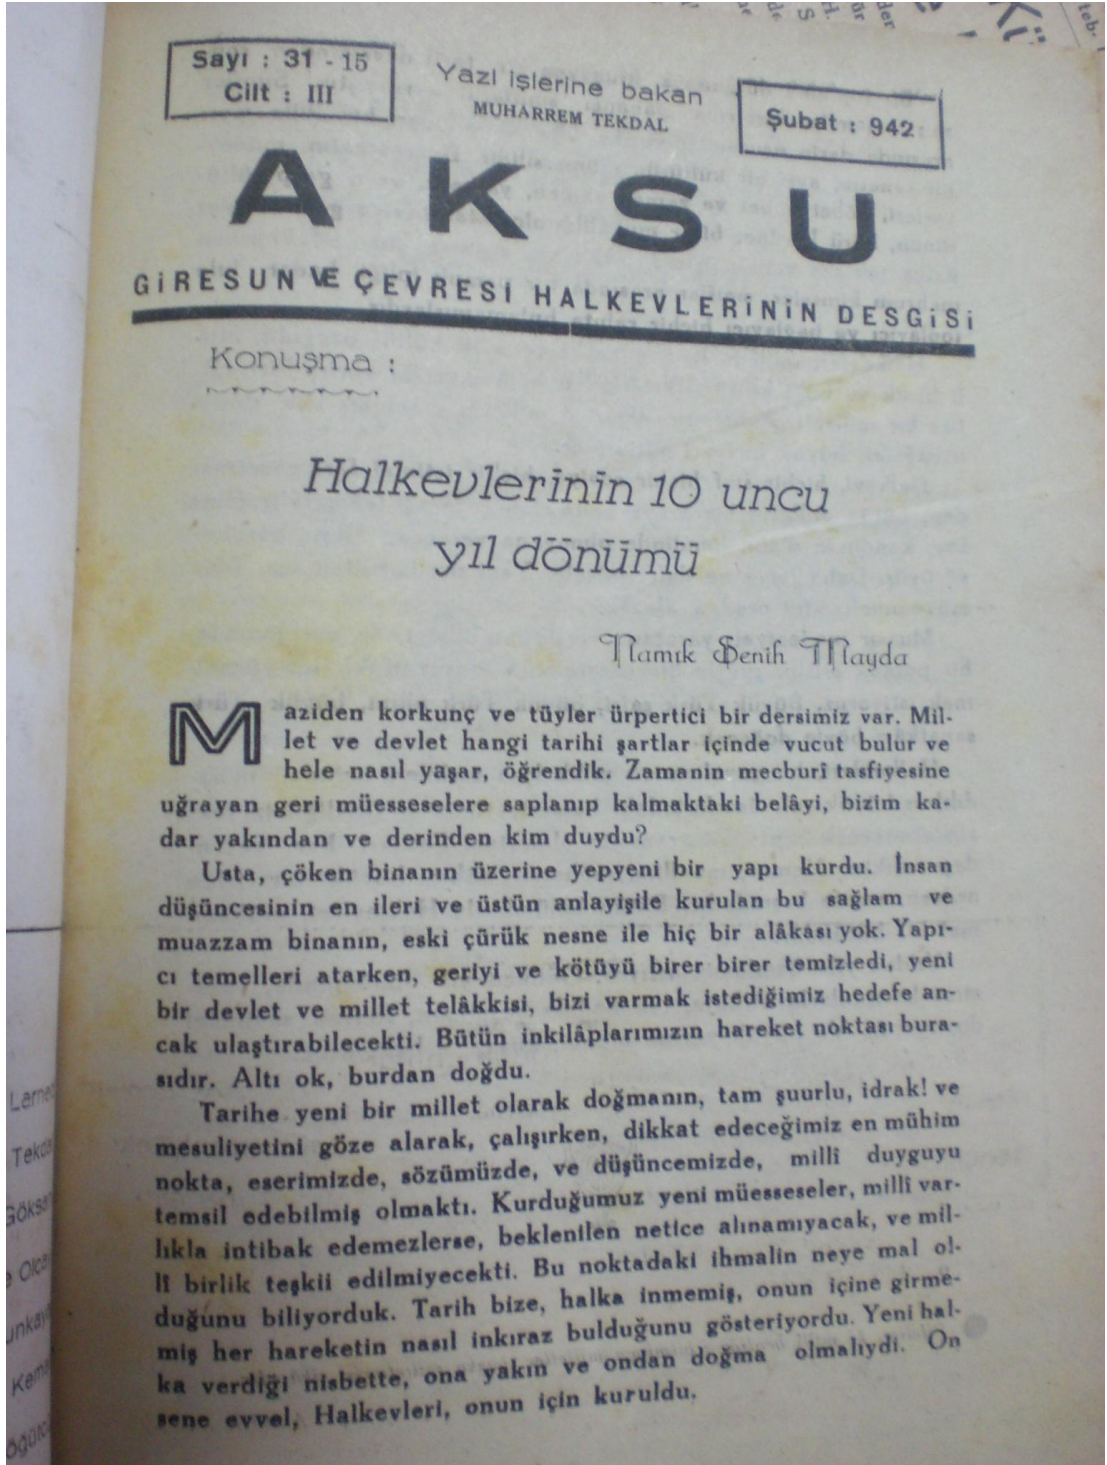 Sayı : 31 - 15
Cilt : III
Yazi işlerine bakan
MUHARREM TEKDAL
Şubat : 942
AKSU
GİRESUN VE ÇEVRESİ HALKEVLERİNİN DESGİSİ
Konuşma :
Halkevlerinin 10 uncu
yıl dönümü
Namık Senih Mayda
Maziden korkunç ve tüyler ürpertici bir dersimiz var. Mil-
let ve devlet hangi tarihi şartlar içinde vucut bulur ve
hele nasıl yaşar, öğrendik. Zamanin mecburî tasfiyesine
uğrayan geri müesseselere saplanıp kalmaktaki belâyi, bizim ka-
dar yakından ve derinden kim duydu?
Usta, çöken binanın üzerine yepyeni bir yapı kurdu. İnsan
düşüncesinin en ileri ve üstün anlayişile kurulan bu sağlam ve
muazzam binanın, eski çürük nesne ile hiç bir alâkası yok. Yapı-
cı temelleri atarken, geriyi ve kötüyü birer birer temizledi, yeni
bir devlet ve millet telâkkisi, bizi varmak istediğimiz hedefe an-
cak ulaştırabilecekti. Bütün inkilâplarımızın hareket noktası bura-
sıdır. Altı ok, burdan doğdu.
Tarihe yeni bir millet olarak doğmanın, tam şuurlu, idrak! ve
mesuliyetini göze alarak, çalışırken, dikkat edeceğimiz en mühim
nokta, eserimizde, sözümüzde, ve düşüncemizde, millî duyguyu
temsil edebilmiş olmaktı. Kurduğumuz yeni müesseseler, millî var-
lıkla intibak edemezlerse, beklenilen netice alınamıyacak, ve mil-
lî birlik teşkil edilmiyecekti. Bu noktadaki ihmalin neye mal ol-
duğunu biliyorduk. Tarih bize, halka inmemiş, onun içine girme-
miş her hareketin nasıl inkıraz bulduğunu gösteriyordu. Yeni hal-
ka verdiği nisbette, ona yakın ve ondan doğma olmalıydi. On
sene evvel, Halkevleri, onun için kuruldu.